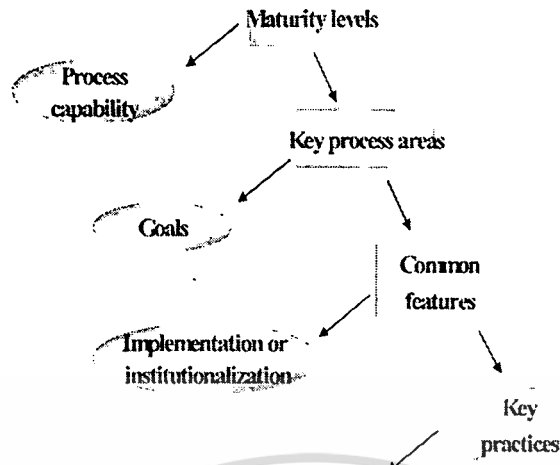 Maturity levels
Process
capability
Key process areas
Goals
Common
features
Implementation or
institutionalization
Key
practices